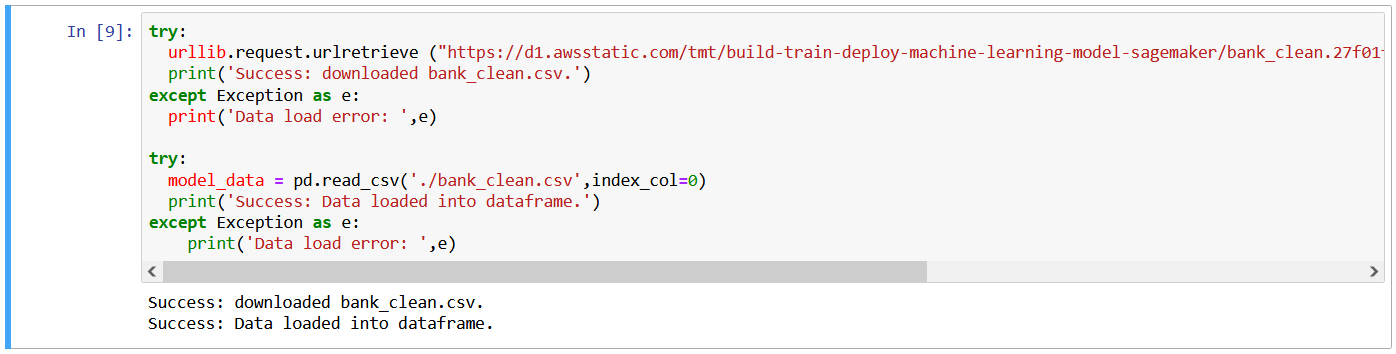 In [9]:
try:
urllib.request.urlretrieve ("https://d1.awsstatic.com/tmt/build-train-deploy-machine-learning-model-sagemaker/bank_clean.27f01
print('Success: downloaded bank_clean.csv.')
except Exception as e:
print('Data load error: ',e)
try:
model_data = pd.read_csv('./bank_clean.csv',index_col=0)
print('Success: Data loaded into dataframe.')
except Exception as e:
print('Data load error: ',e)
Success: downloaded bank_clean.csv.
Success: Data loaded into dataframe.